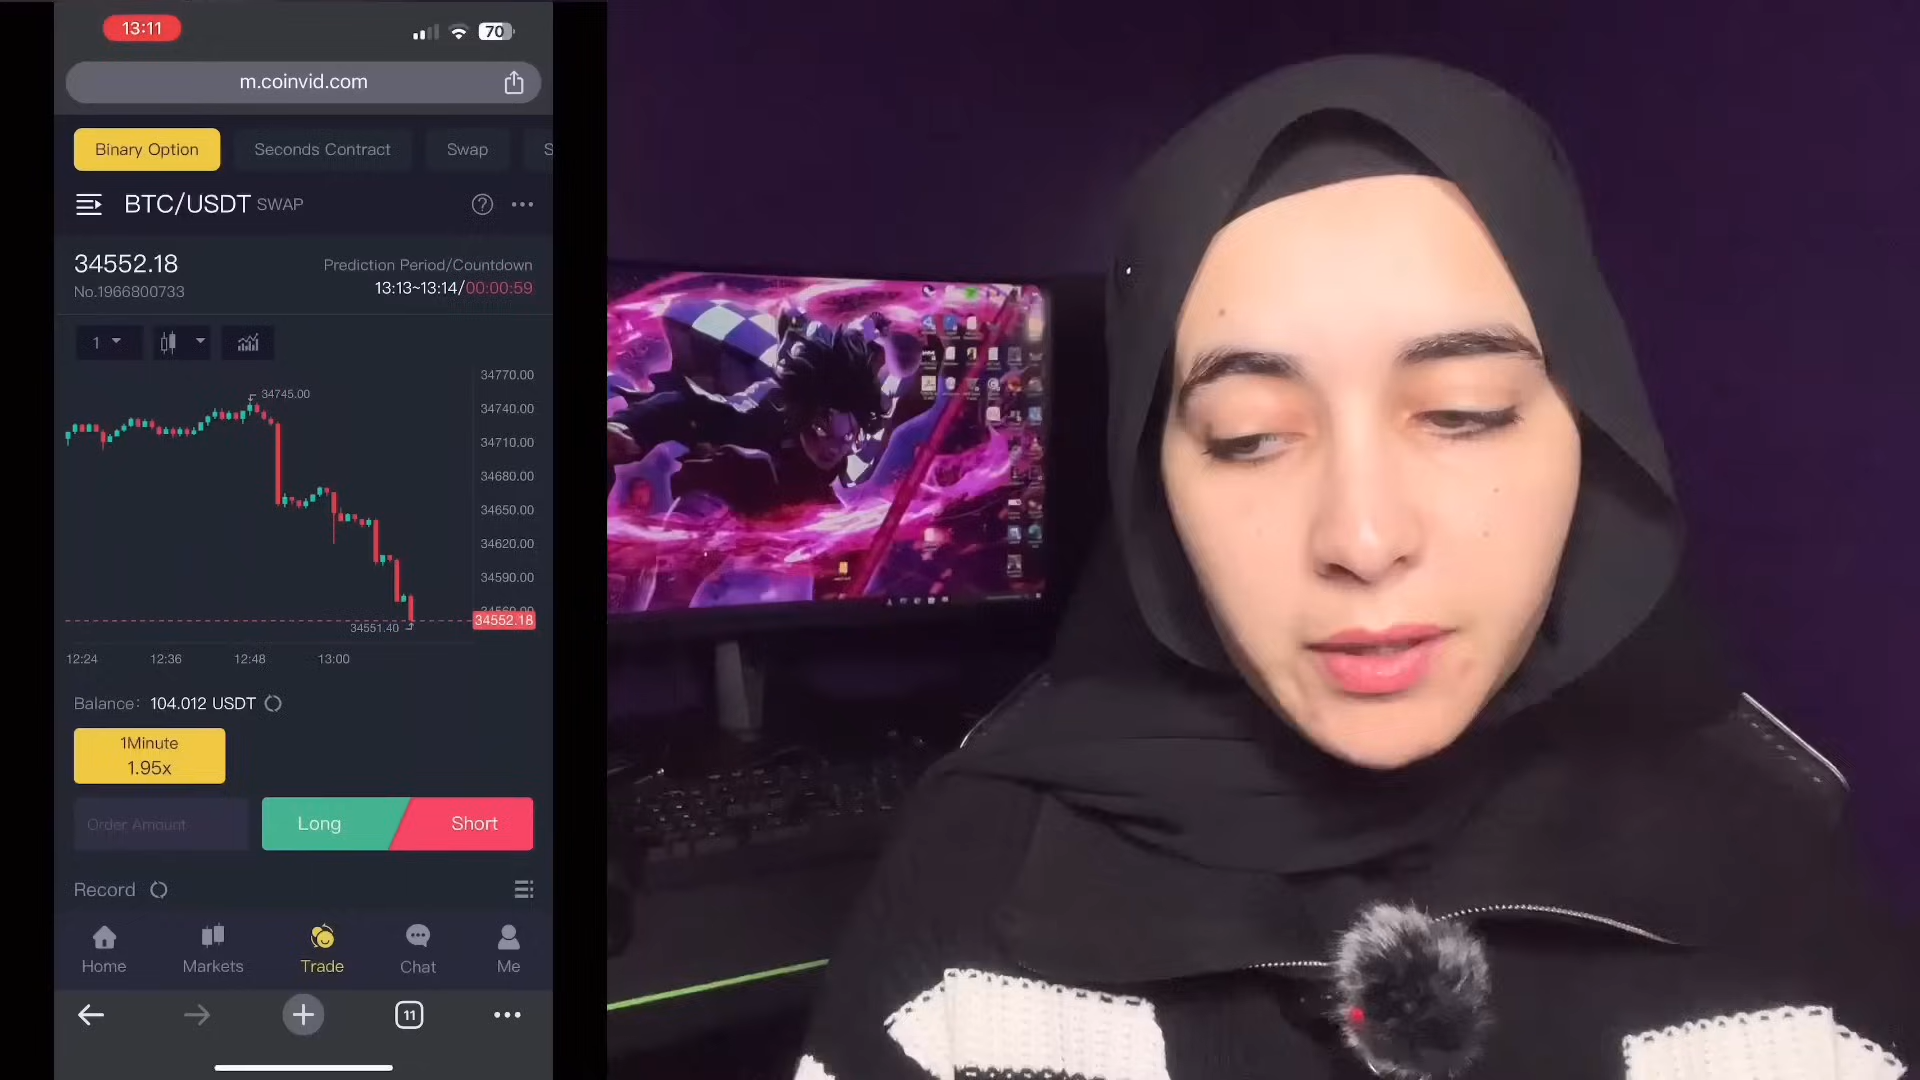 13:11
70
m.coinvid.com
Binary Option Seconds Contract Swap S
BTC/USDT SWAP
34552.18 Prediction Period/Countdown
No.1966800733 13:13~13:14/00:00:59
1
34770.00
34745.00
34740.00
34710.00
34680.00
34650.00
34620.00
34590.00
34560.00
34552.18
34551.40
12:24 12:36 12:48 13:00
Balance: 104.012 USDT
1Minute
1.95x
Order Amount Long Short
Record
Home Markets Trade Chat Me
11